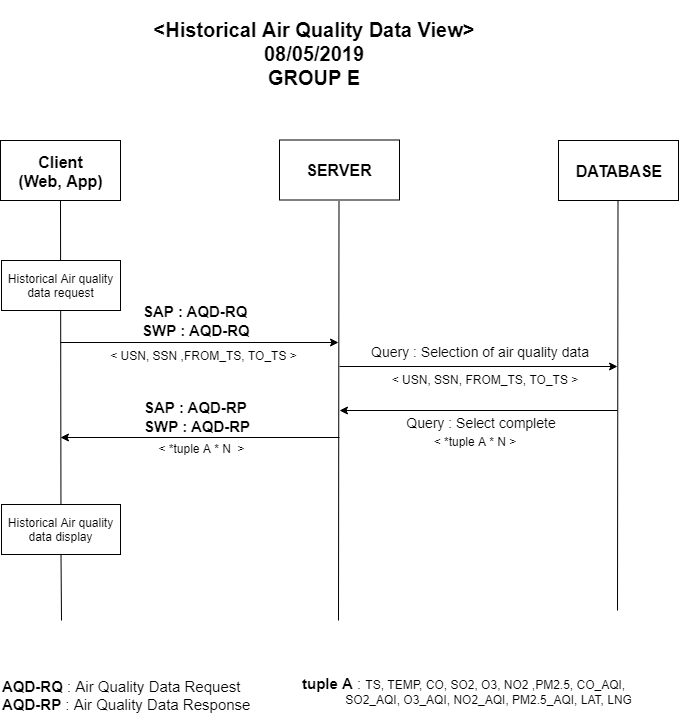 <Historical Air Quality Data View>
08/05/2019
GROUP E
Client
(Web, App)
SERVER
DATABASE
Historical Air quality
data request
SAP : AQD-RQ
SWP : AQD-RQ
< USN, SSN ,FROM_TS, TO_TS >
Query : Selection of air quality data
< USN, SSN, FROM_TS, TO_TS >
SAP : AQD-RP
SWP : AQD-RP
< *tuple A * N  >
Query : Select complete
< *tuple A * N >
Historical Air quality
data display
AQD-RQ : Air Quality Data Request
AQD-RP : Air Quality Data Response
tuple A : TS, TEMP, CO, SO2, O3, NO2 ,PM2.5, CO_AQI,
SO2_AQI, O3_AQI, NO2_AQI, PM2.5_AQI, LAT, LNG